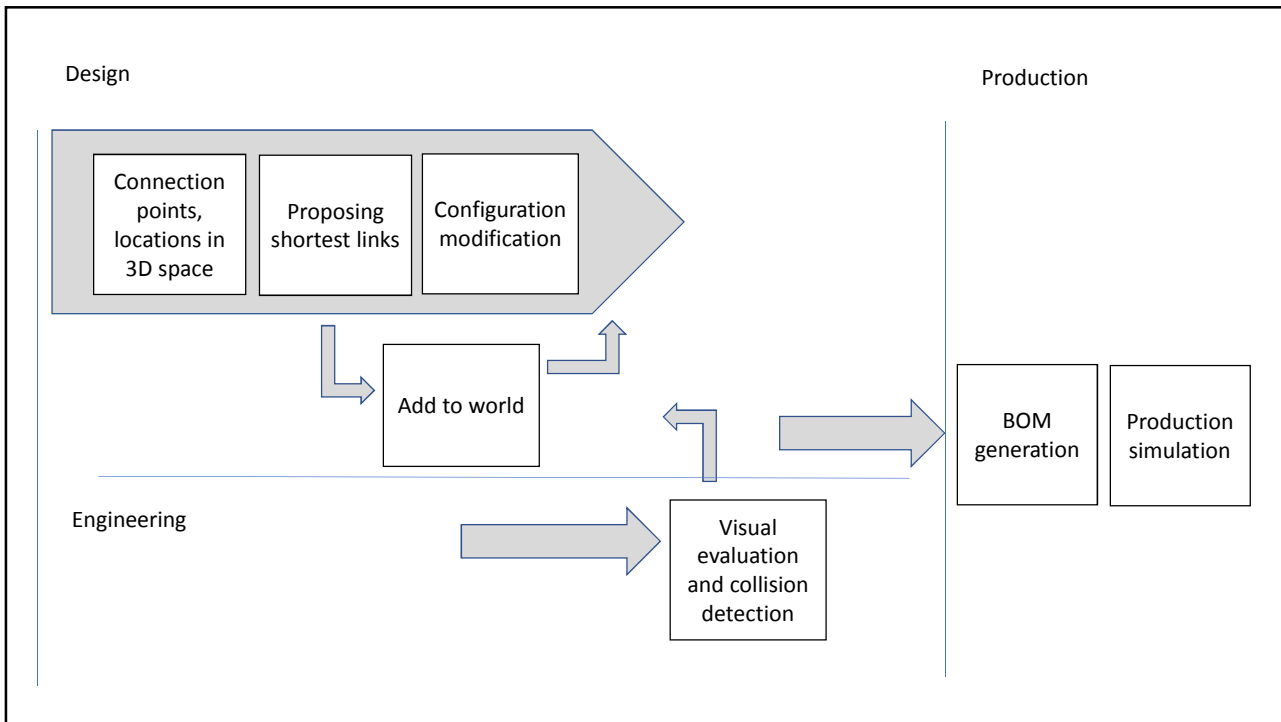 Design
Production
Connection
points,
locations in
3D space
Proposing
shortest links
Configuration
modification
Add to world
BOM
generation
Production
simulation
Engineering
Visual
evaluation
and collision
detection